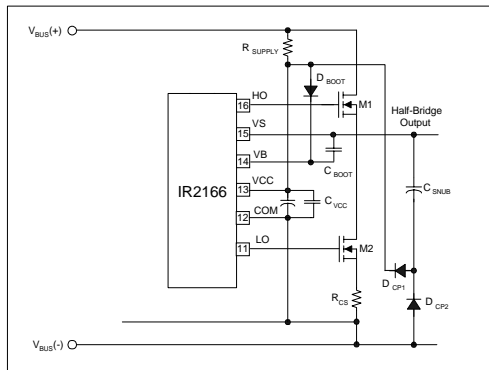 VBUS(+)
RSUPPLY
DBOOT
HO
16
M1
VS
15
Half-Bridge
Output
VB
14
CBOOT
CSNUB
IR2166
VCC
13
CVCC
COM
12
LO
11
M2
DCP1
RCS
DCP2
VBUS(-)